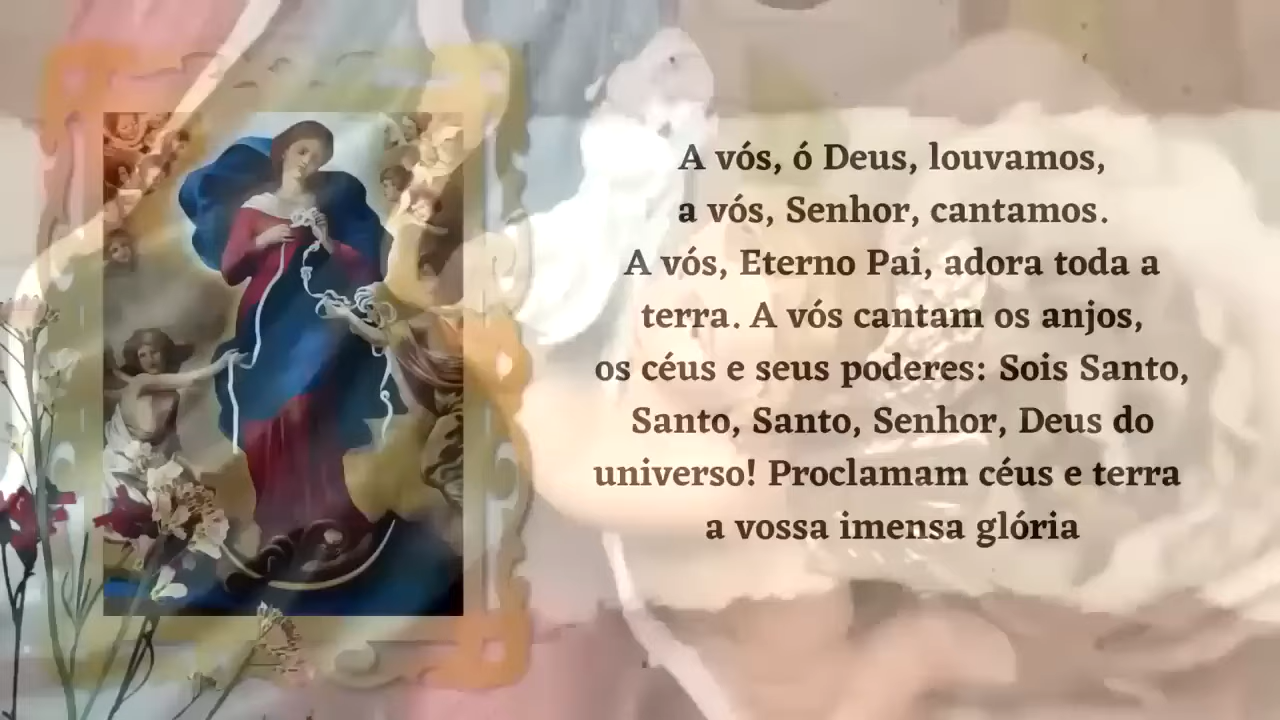 A vós, ó Deus, louvamos,
a vós, Senhor, cantamos.
A vós, Eterno Pai, adora toda a
terra. A vós cantam os anjos,
os céus e seus poderes: Sois Santo,
Santo, Santo, Senhor, Deus do
universo! Proclamam céus e terra
a vossa imensa glória